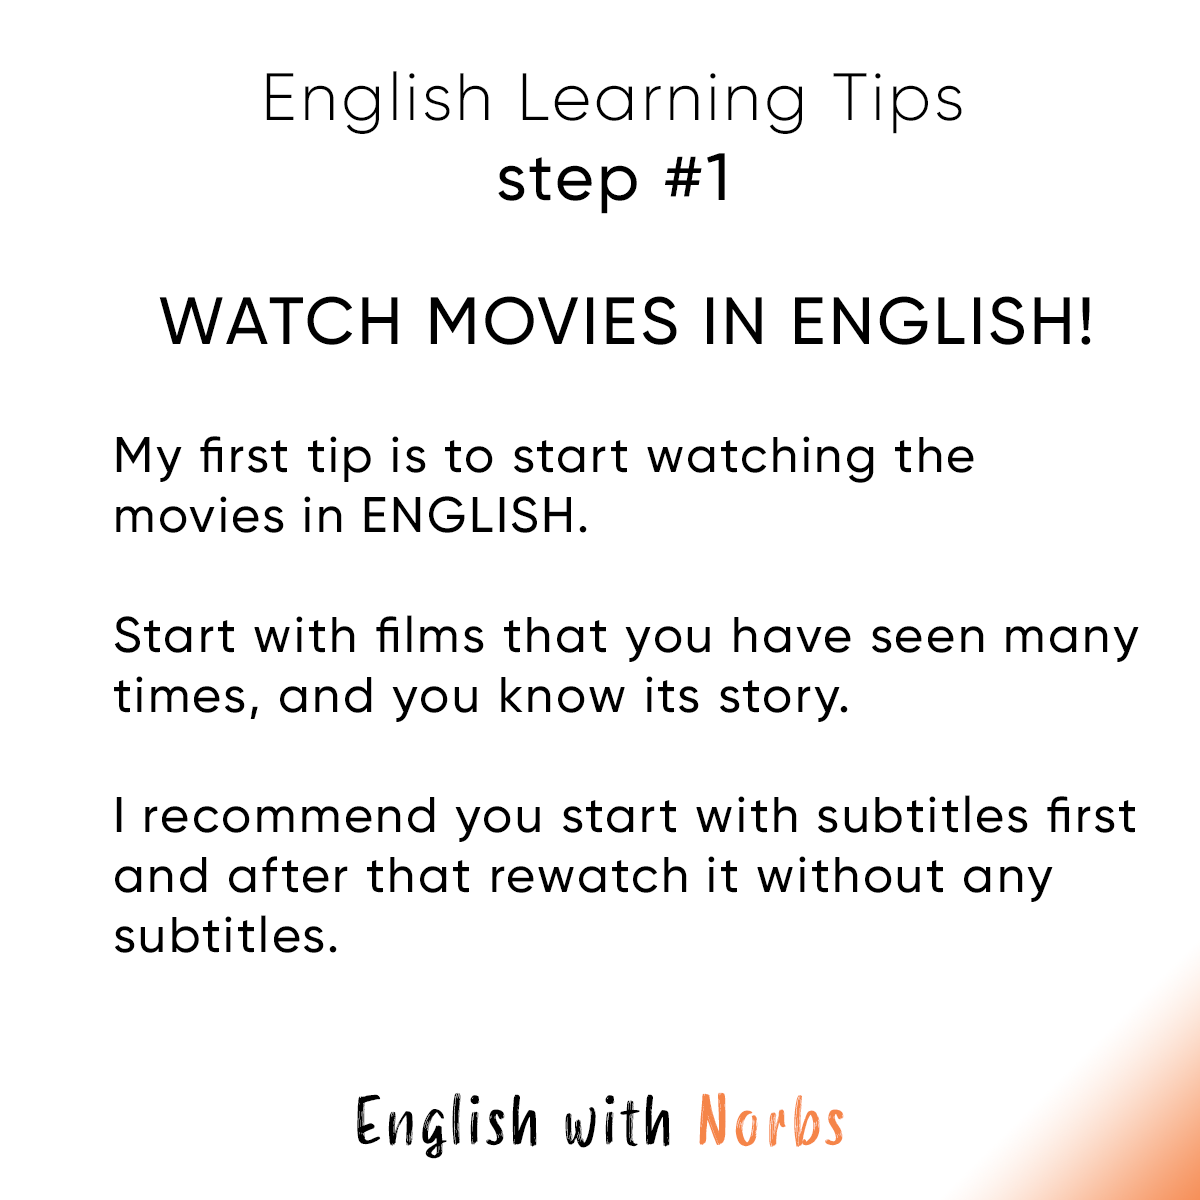 English Learning Tips
step #1
WATCH MOVIES IN ENGLISH!
My first tip is to start watching the
movies in ENGLISH.
Start with films that you have seen many
times, and you know its story.
I recommend you start with subtitles first
and after that rewatch it without any
subtitles.
English with Norbs